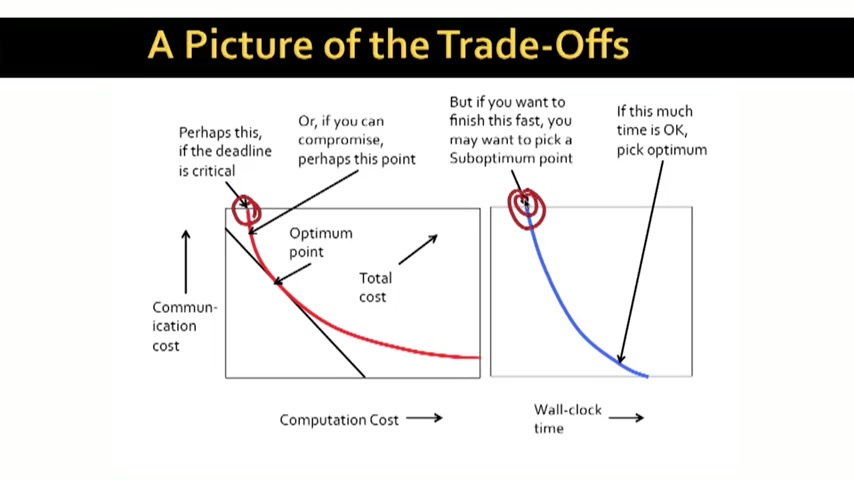 A Picture of the Trade-Offs
Perhaps this,
if the deadline
is critical
Or, if you can
compromise,
perhaps this point
But if you want to
finish this fast, you
may want to pick a
Suboptimum point
If this much
time is OK,
pick optimum
Optimum
point
Total
cost
Commun-
ication
cost
Computation Cost
Wall-clock
time